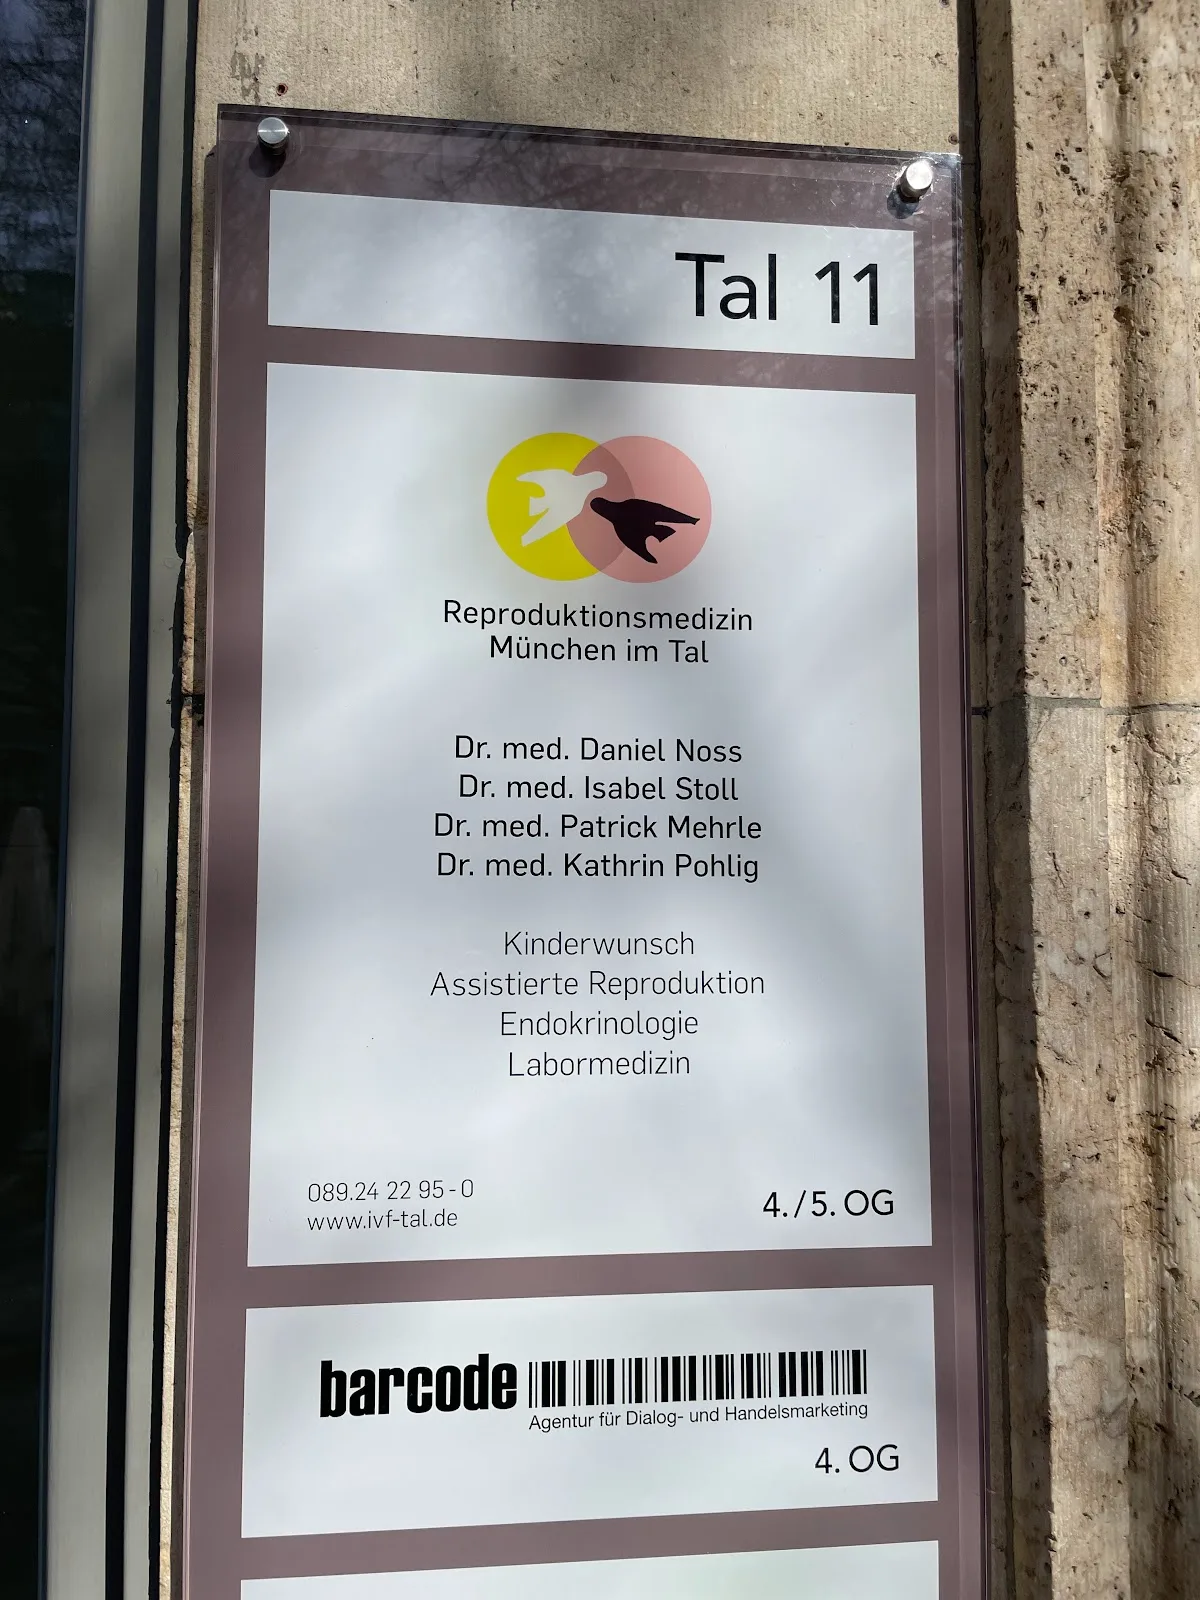 Tal 11
Reproduktionsmedizin
München im Tal
Dr. med. Daniel Noss
Dr. med. Isabel Stoll
Dr. med. Patrick Mehrle
Dr. med. Kathrin Pohlig
Kinderwunsch
Assistierte Reproduktion
Endokrinologie
Labormedizin
089.24 22 95-0
www.ivf-tal.de
4./5. OG
barcode
Agentur für Dialog- und Handelsmarketing
4. OG